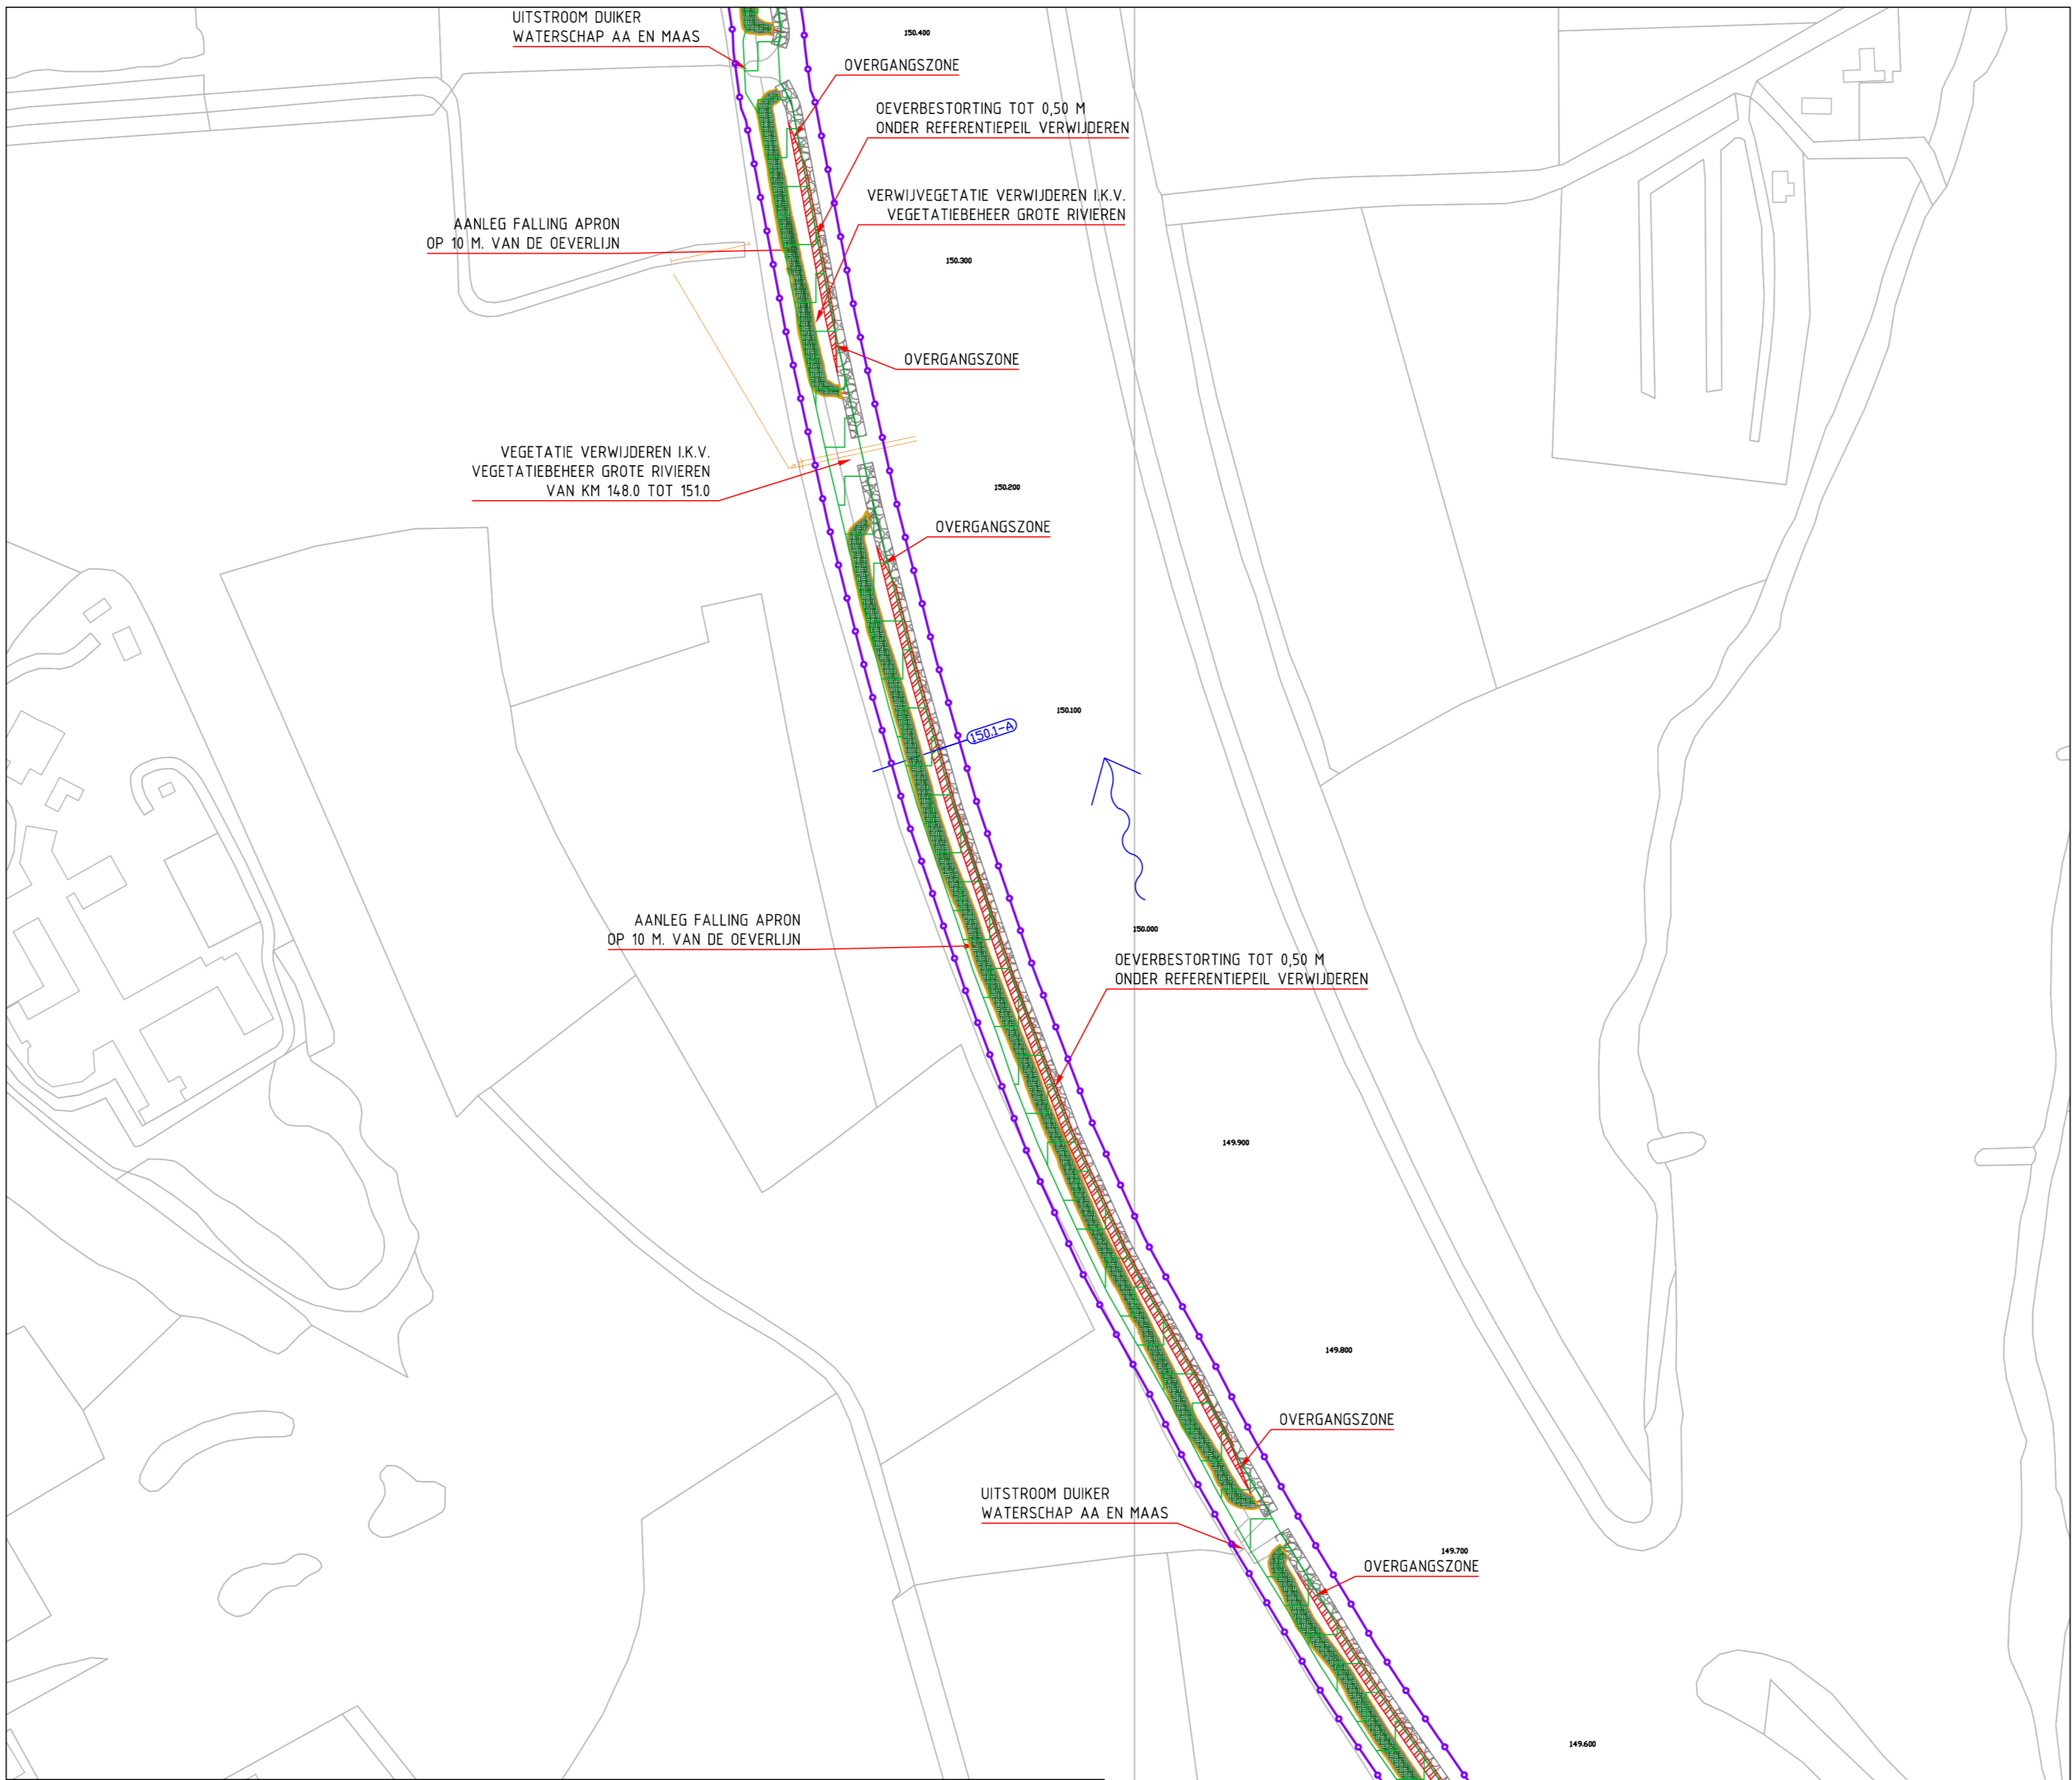 UITSTROOM DUIKER
WATERSCHAP AA EN MAAS
150.400
OVERGANGSZONE
OEVERBESTORTING TOT 0,50 M
ONDER REFERENTIEPEIL VERWIJDEREN
VERWIJVEGETATIE VERWIJDEREN I.K.V.
VEGETATIEBEHEER GROTE RIVIEREN
AANLEG FALLING APRON
OP 10 M. VAN DE OEVERLIJN
150.300
OVERGANGSZONE
VEGETATIE VERWIJDEREN I.K.V.
VEGETATIEBEHEER GROTE RIVIEREN
VAN KM 148.0 TOT 151.0
150.200
OVERGANGSZONE
150.100
150.1-A
AANLEG FALLING APRON
OP 10 M. VAN DE OEVERLIJN
150.000
OEVERBESTORTING TOT 0,50 M
ONDER REFERENTIEPEIL VERWIJDEREN
149.900
149.800
OVERGANGSZONE
UITSTROOM DUIKER
WATERSCHAP AA EN MAAS
149.700
OVERGANGSZONE
149.600